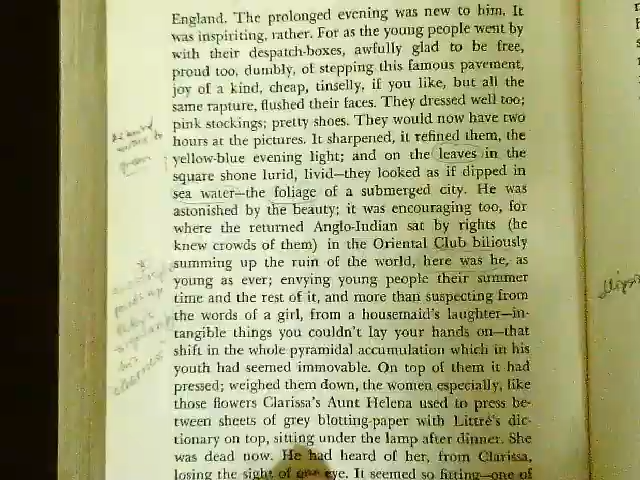 England. The prolonged evening was new to him. It
was inspiriting, rather. For as the young people went by
with their despatch-boxes, awfully glad to be free,
proud too, dumbly, of stepping this famous pavement,
joy of a kind, cheap, tinselly, if you like, but all the
same rapture, flushed their faces. They dressed well too;
pink stockings; pretty shoes. They would now have two
hours at the pictures. It sharpened, it refined them, the
yellow-blue evening light; and on the leaves in the
square shone lurid, livid—they looked as if dipped in
sea water—the foliage of a submerged city. He was
astonished by the beauty; it was encouraging too, for
where the returned Anglo-Indian sat by rights (he
knew crowds of them) in the Oriental Club biliously
summing up the ruin of the world, here was he, as
young as ever; envying young people their summer
time and the rest of it, and more than suspecting from
the words of a girl, from a housemaid's laughter—in-
tangible things you couldn't lay your hands on—that
shift in the whole pyramidal accumulation which in his
youth had seemed immovable. On top of them it had
pressed; weighed them down, the women especially, like
those flowers Clarissa's Aunt Helena used to press be-
tween sheets of grey blotting-paper with Littré's dic-
tionary on top, sitting under the lamp after dinner. She
was dead now. He had heard of her, from Clarissa,
losing the sight of one eye. It seemed so fitting—one of